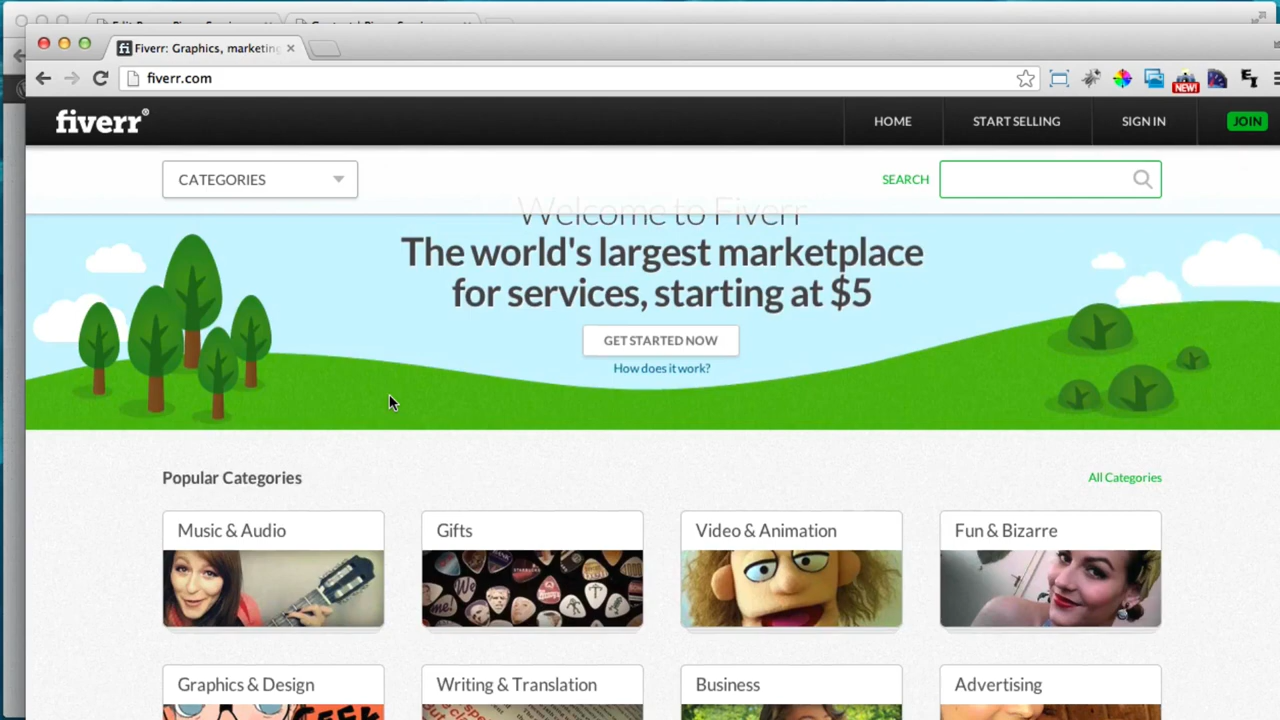 Fiverr: Graphics, marketing
fiverr.com
NEW!
fiverr®
HOME
START SELLING
SIGN IN
JOIN
CATEGORIES
SEARCH
Welcome to Fiverr
The world's largest marketplace
for services, starting at $5
GET STARTED NOW
How does it work?
Popular Categories
All Categories
Music & Audio
Gifts
Video & Animation
Fun & Bizarre
Graphics & Design
Writing & Translation
Business
Advertising
GEEK